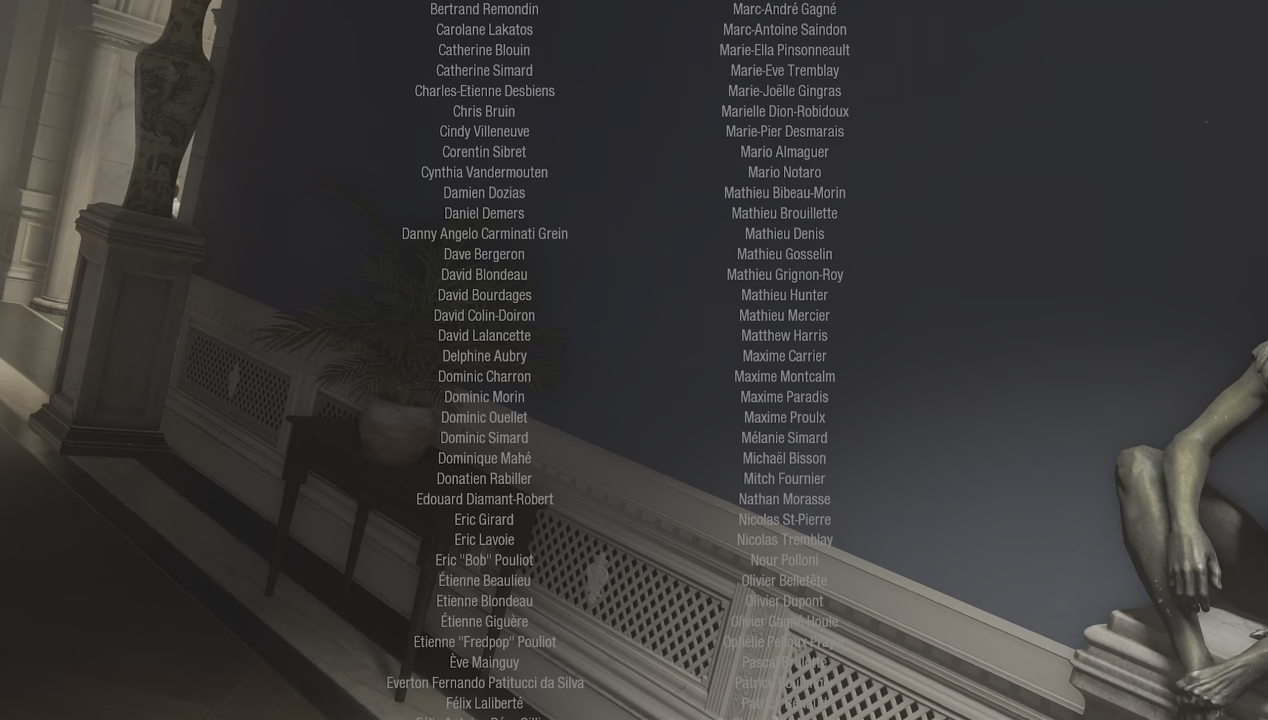 Bertrand Remondin
Carolane Lakatos
Catherine Blouin
Catherine Simard
Charles-Etienne Desbiens
Chris Bruin
Cindy Villeneuve
Corentin Sibret
Cynthia Vandermouten
Damien Dozias
Daniel Demers
Danny Angelo Carminati Grein
Dave Bergeron
David Blondeau
David Bourdages
David Colin-Doiron
David Lalancette
Delphine Aubry
Dominic Charron
Dominic Morin
Dominic Ouellet
Dominic Simard
Dominique Mahé
Donatien Rabiller
Edouard Diamant-Robert
Eric Girard
Eric Lavoie
Eric "Bob" Pouliot
Étienne Beaulieu
Etienne Blondeau
Étienne Giguère
Etienne "Fredpop" Pouliot
Ève Mainguy
Everton Fernando Patitucci da Silva
Félix Laliberté
Marc-André Gagné
Marc-Antoine Saindon
Marie-Ella Pinsonneault
Marie-Eve Tremblay
Marie-Joëlle Gingras
Marielle Dion-Robidoux
Marie-Pier Desmarais
Mario Almaguer
Mario Notaro
Mathieu Bibeau-Morin
Mathieu Brouillette
Mathieu Denis
Mathieu Gosselin
Mathieu Grignon-Roy
Mathieu Hunter
Mathieu Mercier
Matthew Harris
Maxime Carrier
Maxime Montcalm
Maxime Paradis
Maxime Proulx
Mélanie Simard
Michaël Bisson
Mitch Fournier
Nathan Morasse
Nicolas St-Pierre
Nicolas Tremblay
Nour Polloni
Olivier Belletête
Olivier Dupont
Olivier Gagné-Houle
Ophélie
Pascal
Patrick